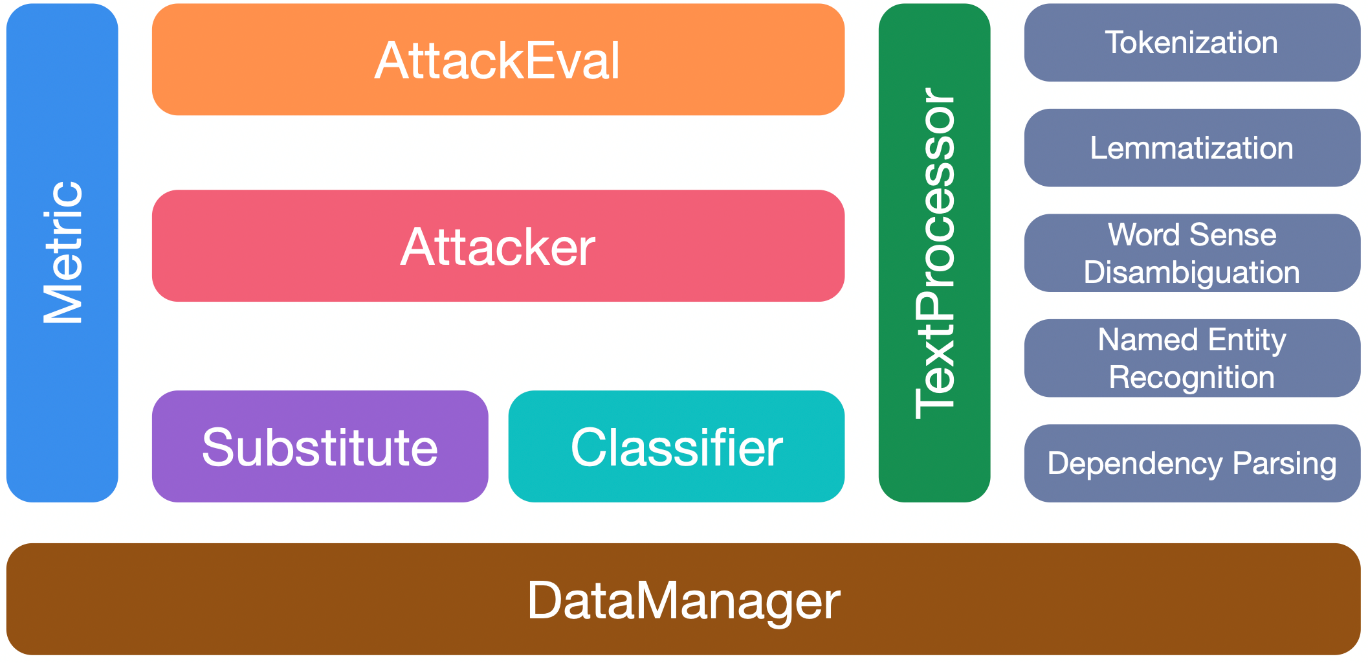 Metric
AttackEval
Attacker
Substitute
Classifier
TextProcessor
Tokenization
Lemmatization
Word Sense
Disambiguation
Named Entity
Recognition
Dependency Parsing
DataManager